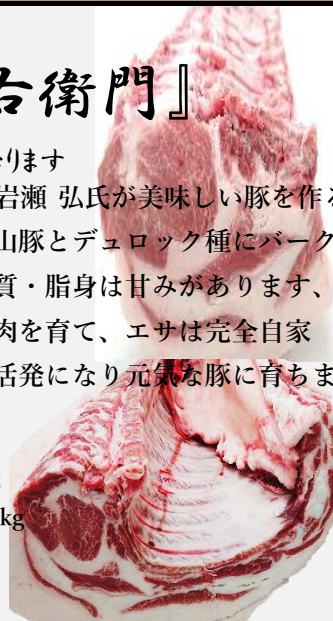 右衛門』
ります
岩瀬 弘氏が美味しい豚を作る
山豚とデュロック種にバーク
質・脂身は甘みがあります、
肉を育て、エサは完全自家
活発になり元気な豚に育ちま
kg